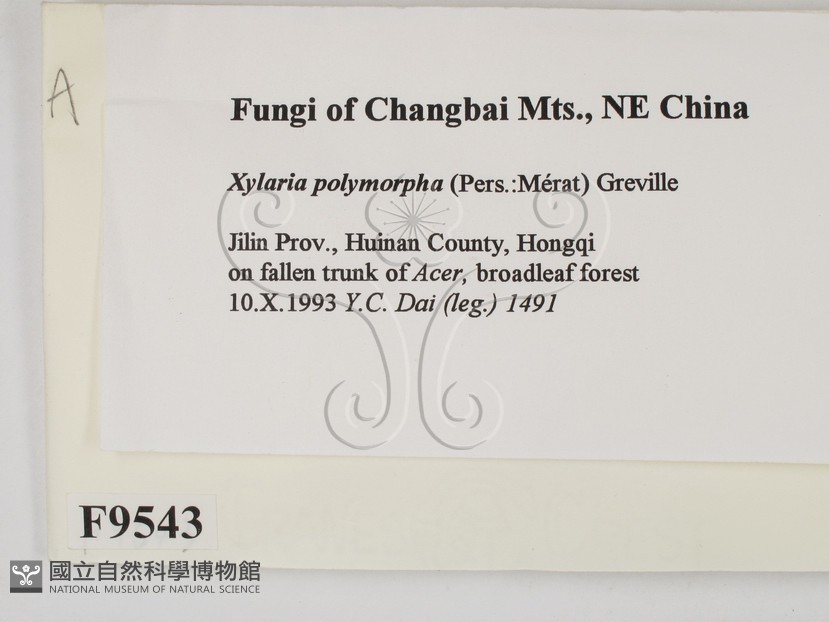 A
Fungi of Changbai Mts., NE China
Xylaria polymorpha (Pers.:Mérat) Greville
Jilin Prov., Huinan County, Hongqi
on fallen trunk of Acer, broadleaf forest
10.X.1993 Y.C. Dai (leg.) 1491
F9543
國立自然科學博物館
NATIONAL MUSEUM OF NATURAL SCIENCE